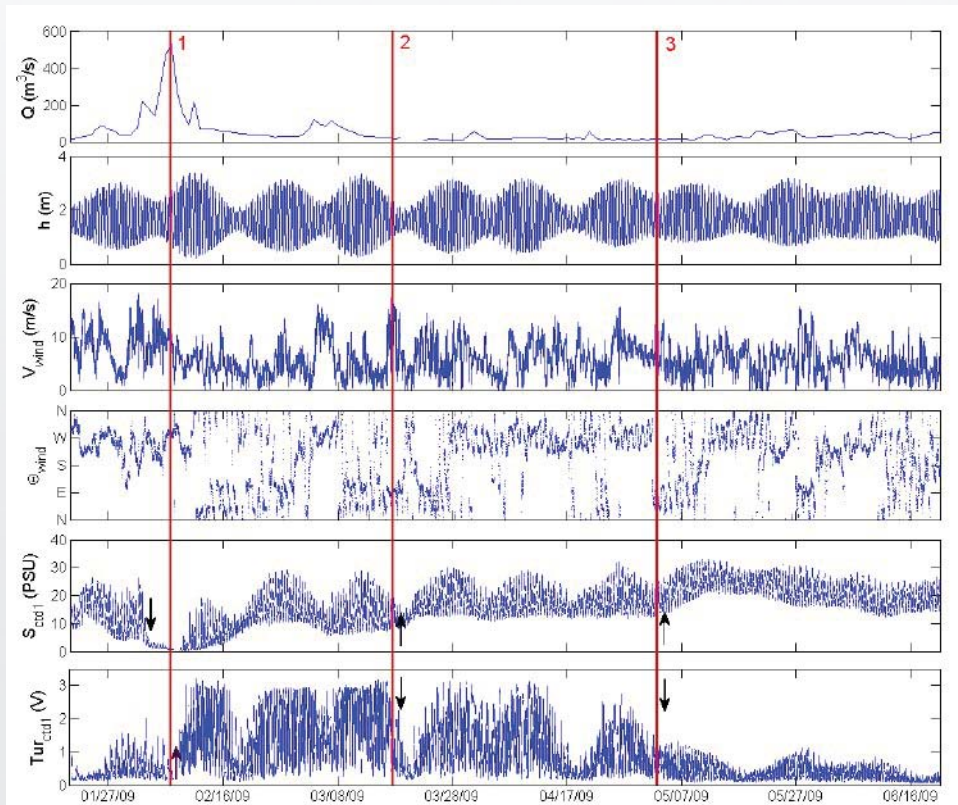 1 2 3
600
400
200
0
Q (m³/s)
4
2
0
h (m)
20
10
0
V_wind (m/s)
N
W
S
E
N
Θ_wind
40
30
20
10
0
S_ctd1 (PSU)
3
2
1
0
Tur_ctd1 (V)
01/27/09 02/16/09 03/08/09 03/28/09 04/17/09 05/07/09 05/27/09 06/16/09